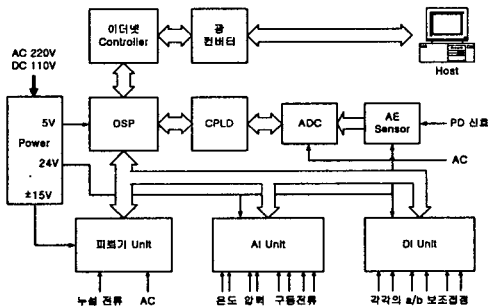 AC 220V
DC 110V
이더넷
Controller
광
컨버터
Host
Power
5V
24V
±15V
OSP
CPLD
ADC
AE
Sensor
PD 신호
AC
피뢰기 Unit
AI Unit
DI Unit
누설 전류
AC
온도 압력 구동전류
각각의 a/b 보조접점